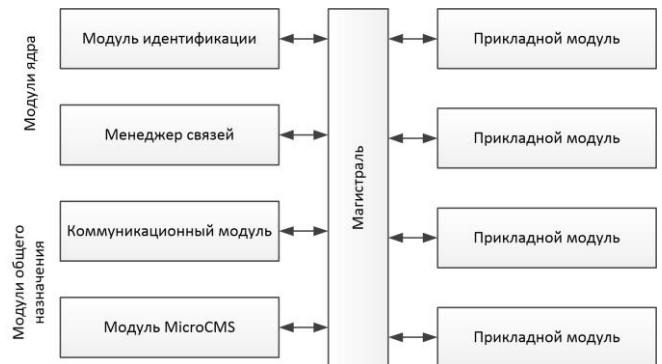 Модули ядра
Модуль идентификации
Менеджер связей
Модули общего
назначения
Коммуникационный модуль
Модуль MicroCMS
Магистраль
Прикладной модуль
Прикладной модуль
Прикладной модуль
Прикладной модуль